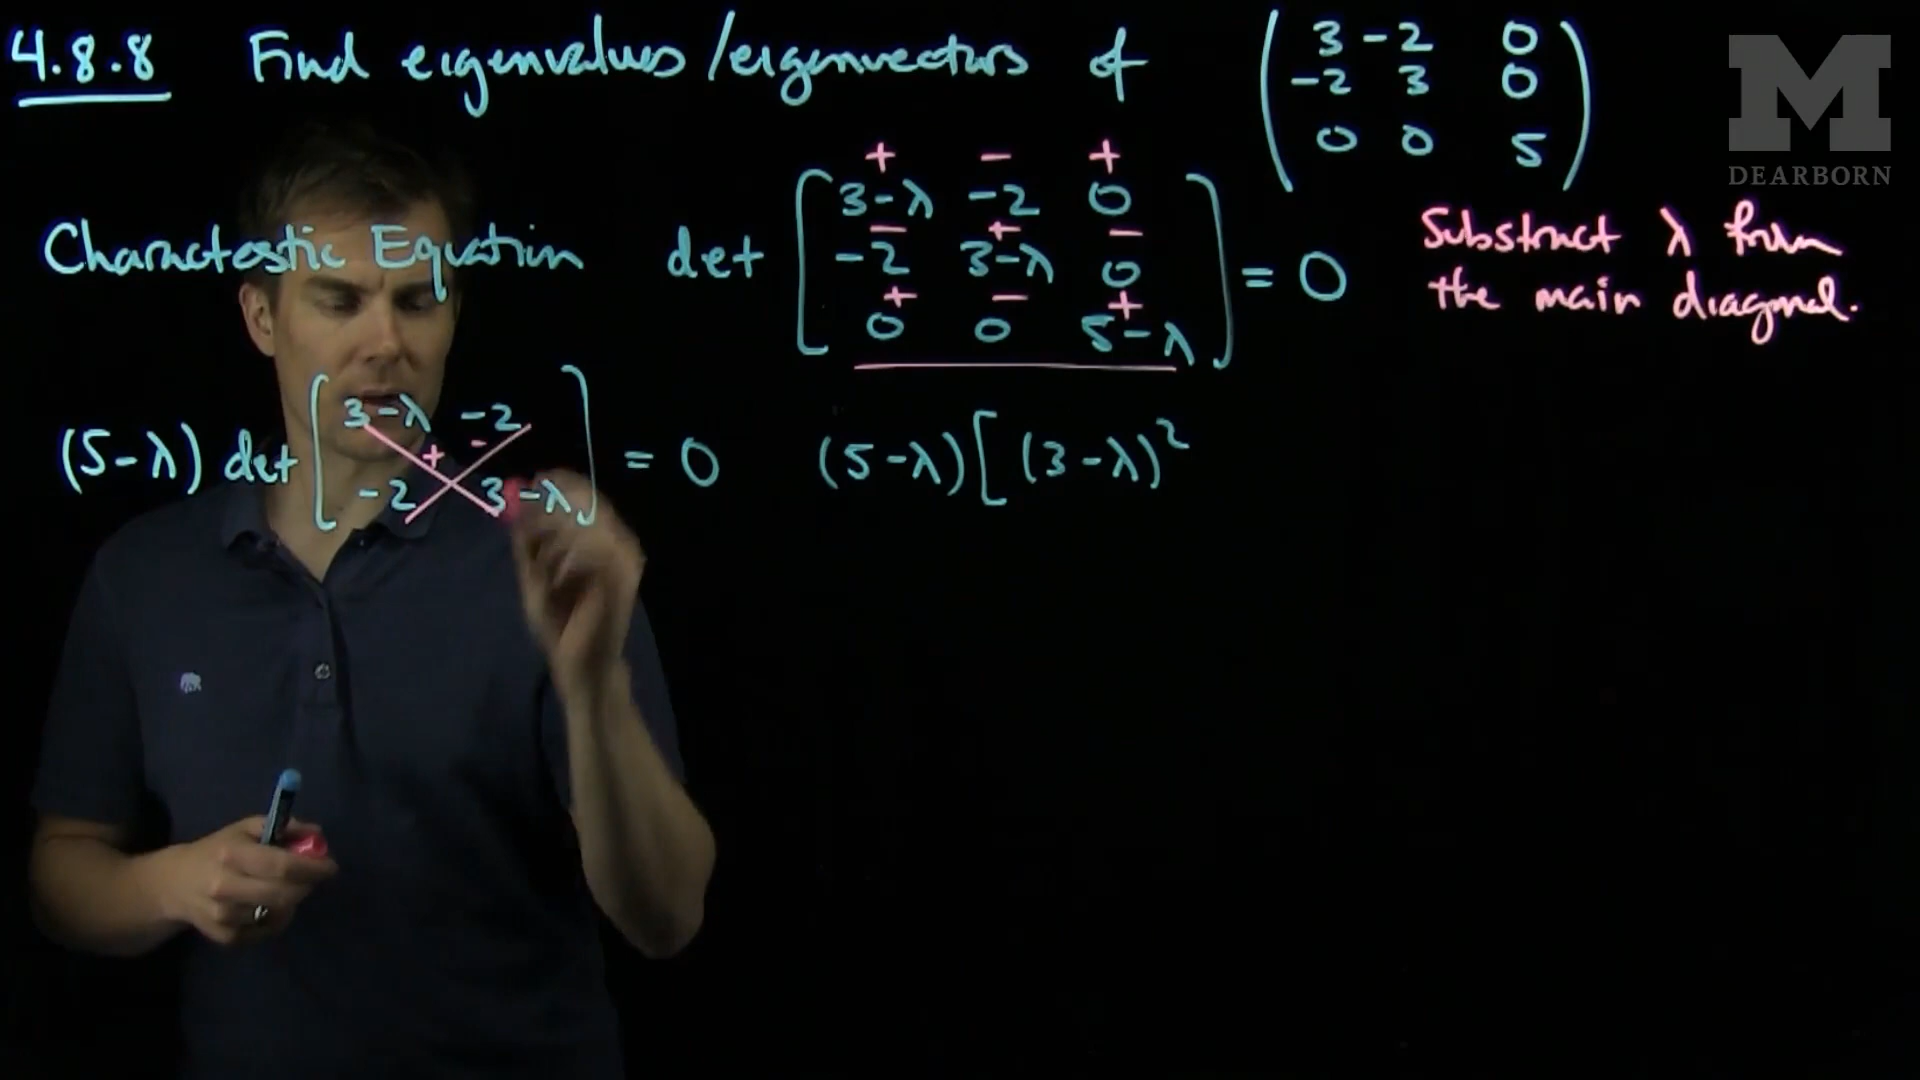 4.8.8 Find eigenvalues/eigenvectors of
3 -2 0
-2 3 0
0 0 5
M
DEARBORN
+ - +
3-λ -2 0
- + -
Charactostic Equation det [ -2 3-λ 0 ] = 0
+ - +
0 0 5-λ
Substruct λ from
the main diagonal.
3-λ -2
+ -
(5-λ) det [ ] = 0 (5-λ)[(3-λ)²
-2 3-λ